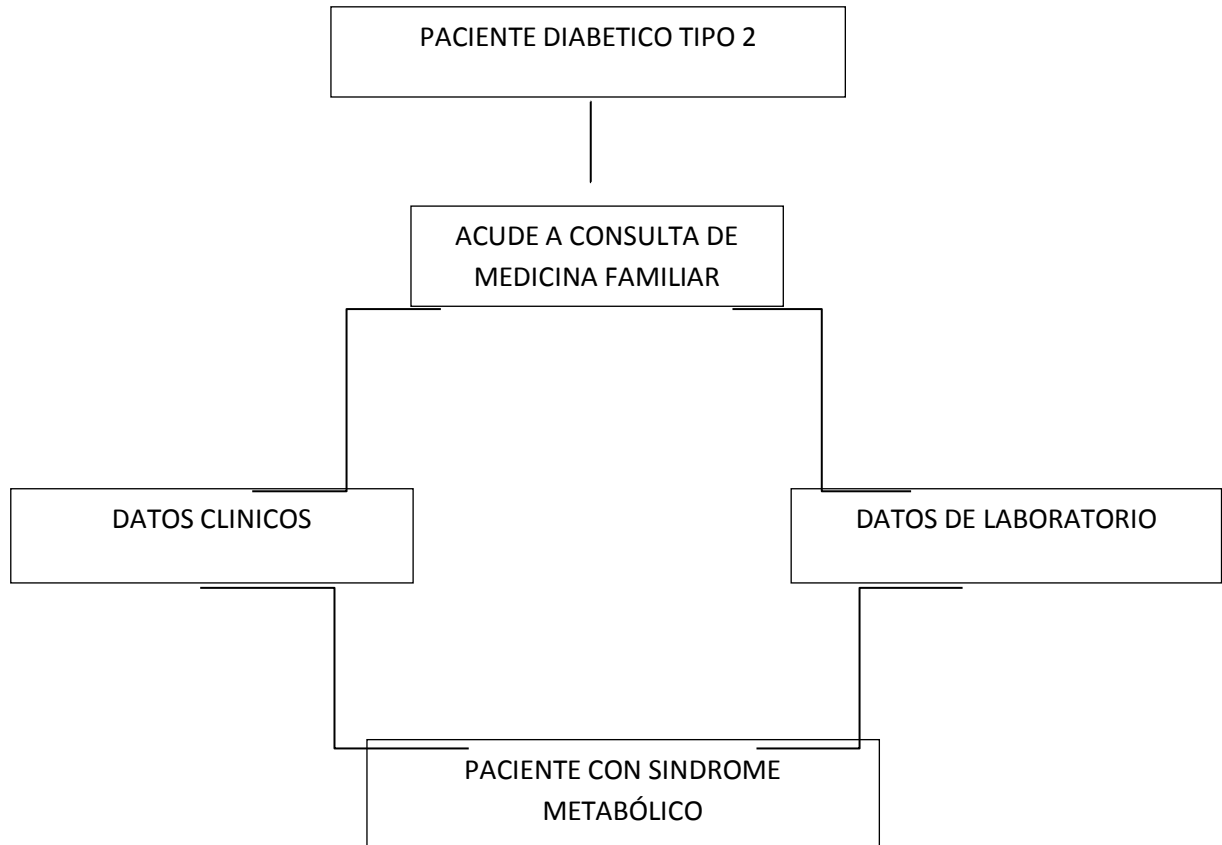 PACIENTE DIABETICO TIPO 2
ACUDE A CONSULTA DE
MEDICINA FAMILIAR
DATOS CLINICOS
DATOS DE LABORATORIO
PACIENTE CON SINDROME
METABÓLICO